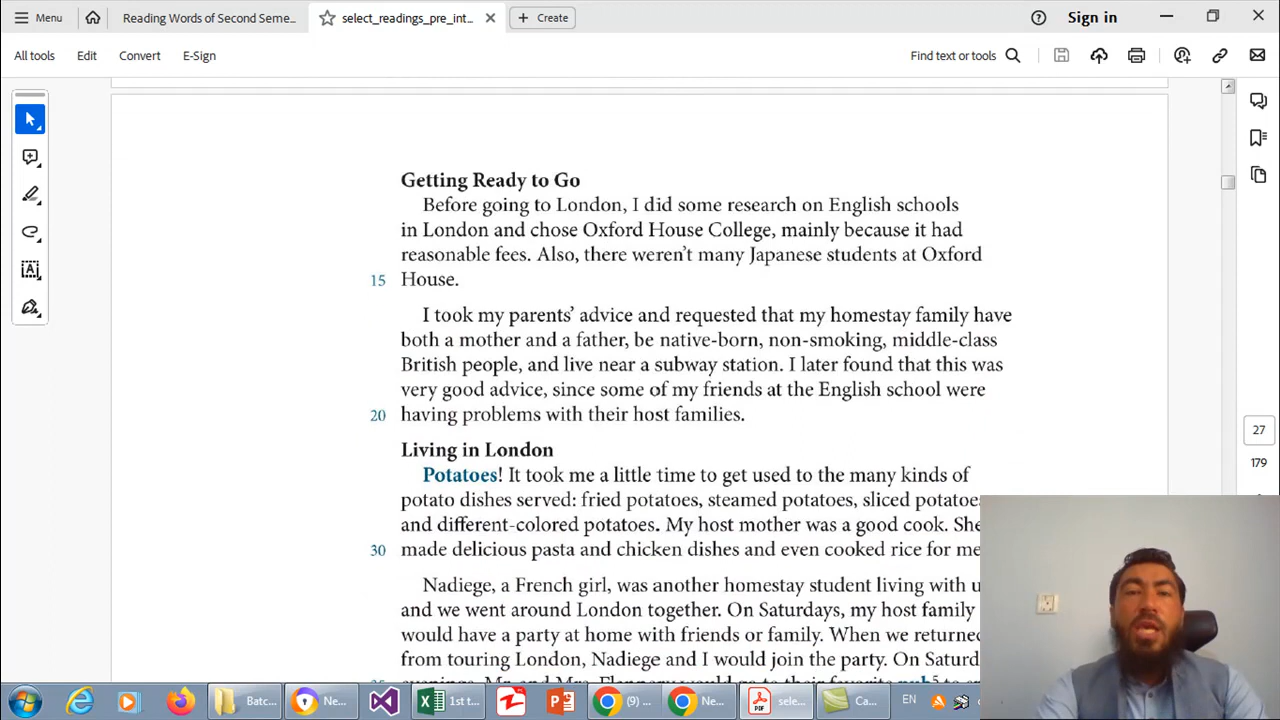 Menu
Reading Words of Second Seme...
select_readings_pre_int...
Create
Sign in
All tools
Edit
Convert
E-Sign
Find text or tools
Getting Ready to Go
Before going to London, I did some research on English schools
in London and chose Oxford House College, mainly because it had
reasonable fees. Also, there weren't many Japanese students at Oxford
15 House.
I took my parents' advice and requested that my homestay family have
both a mother and a father, be native-born, non-smoking, middle-class
British people, and live near a subway station. I later found that this was
very good advice, since some of my friends at the English school were
20 having problems with their host families.
Living in London
Potatoes! It took me a little time to get used to the many kinds of
potato dishes served: fried potatoes, steamed potatoes, sliced potatoes
and different-colored potatoes. My host mother was a good cook. She
30 made delicious pasta and chicken dishes and even cooked rice for me
Nadiege, a French girl, was another homestay student living with u
and we went around London together. On Saturdays, my host family
would have a party at home with friends or family. When we returned
from touring London, Nadiege and I would join the party. On Saturd
27
179
Batc...
Ne...
1st t...
(9) ...
Ne...
sele...
Ca...
EN